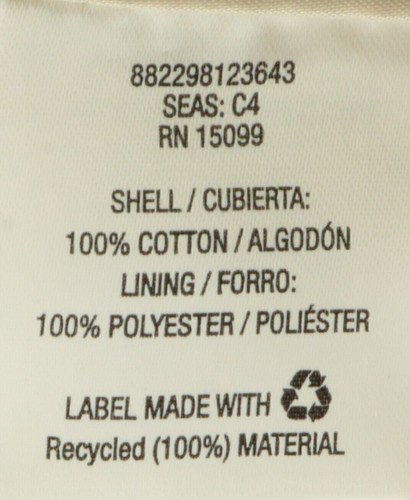 882298123643
SEAS: C4
RN 15099
SHELL / CUBIERTA:
100% COTTON / ALGODÓN
LINING / FORRO:
100% POLYESTER / POLIÉSTER
LABEL MADE WITH
Recycled (100%) MATERIAL